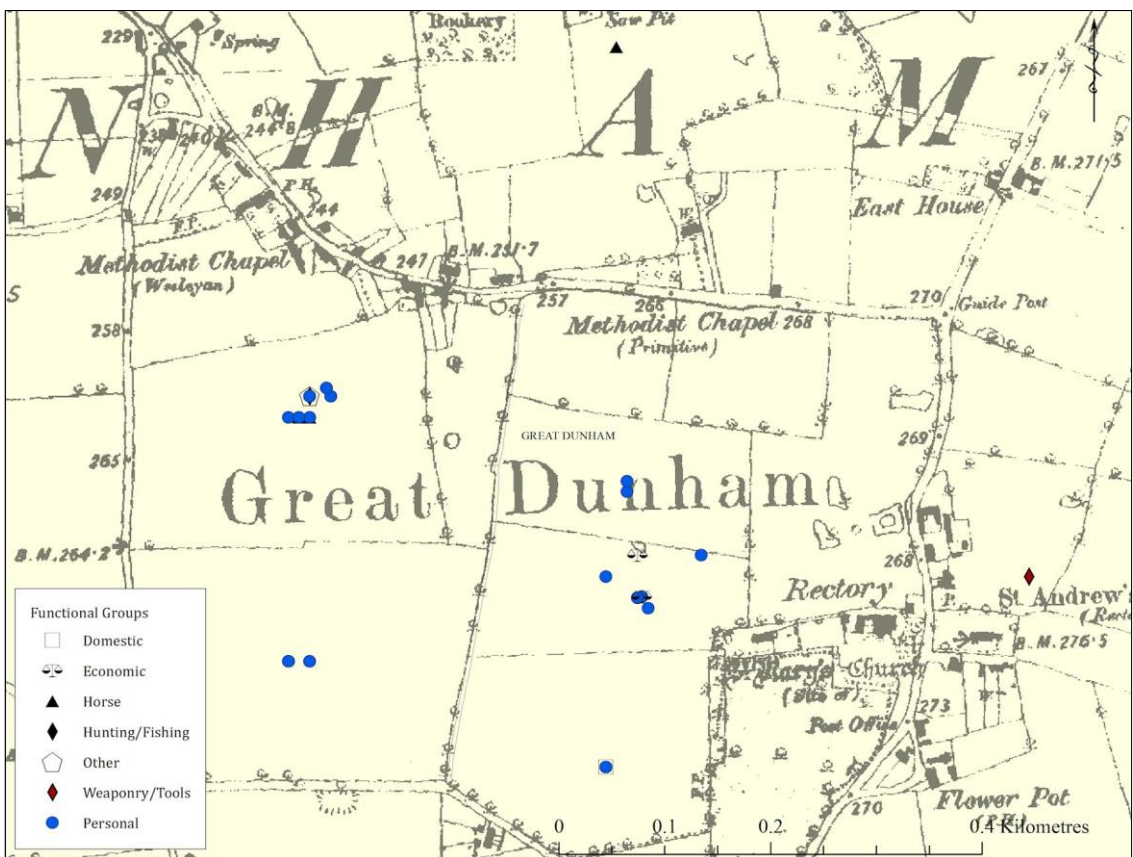 229
Spring
Rookery
Saw Pit
267
N H A M
B.M.
244·8
B.M.271·5
249
P.H.
East House
244
F.P.
W
Methodist Chapel
(Wesleyan)
247
B.M.251·7
257
266
270
Guide Post
258
Methodist Chapel
(Primitive)
268
GREAT DUNHAM
269
265
Great Dunham
B.M.264·2
268
Rectory
St Andrew's
P.
B.M.276·5
Mary's Church
(Site of)
W
Post Office
273
F.P.
270
Flower Pot
(P.H.)
Functional Groups
Domestic
Economic
Horse
Hunting/Fishing
Other
Weaponry/Tools
Personal
0 0.1 0.2 0.4 Kilometres